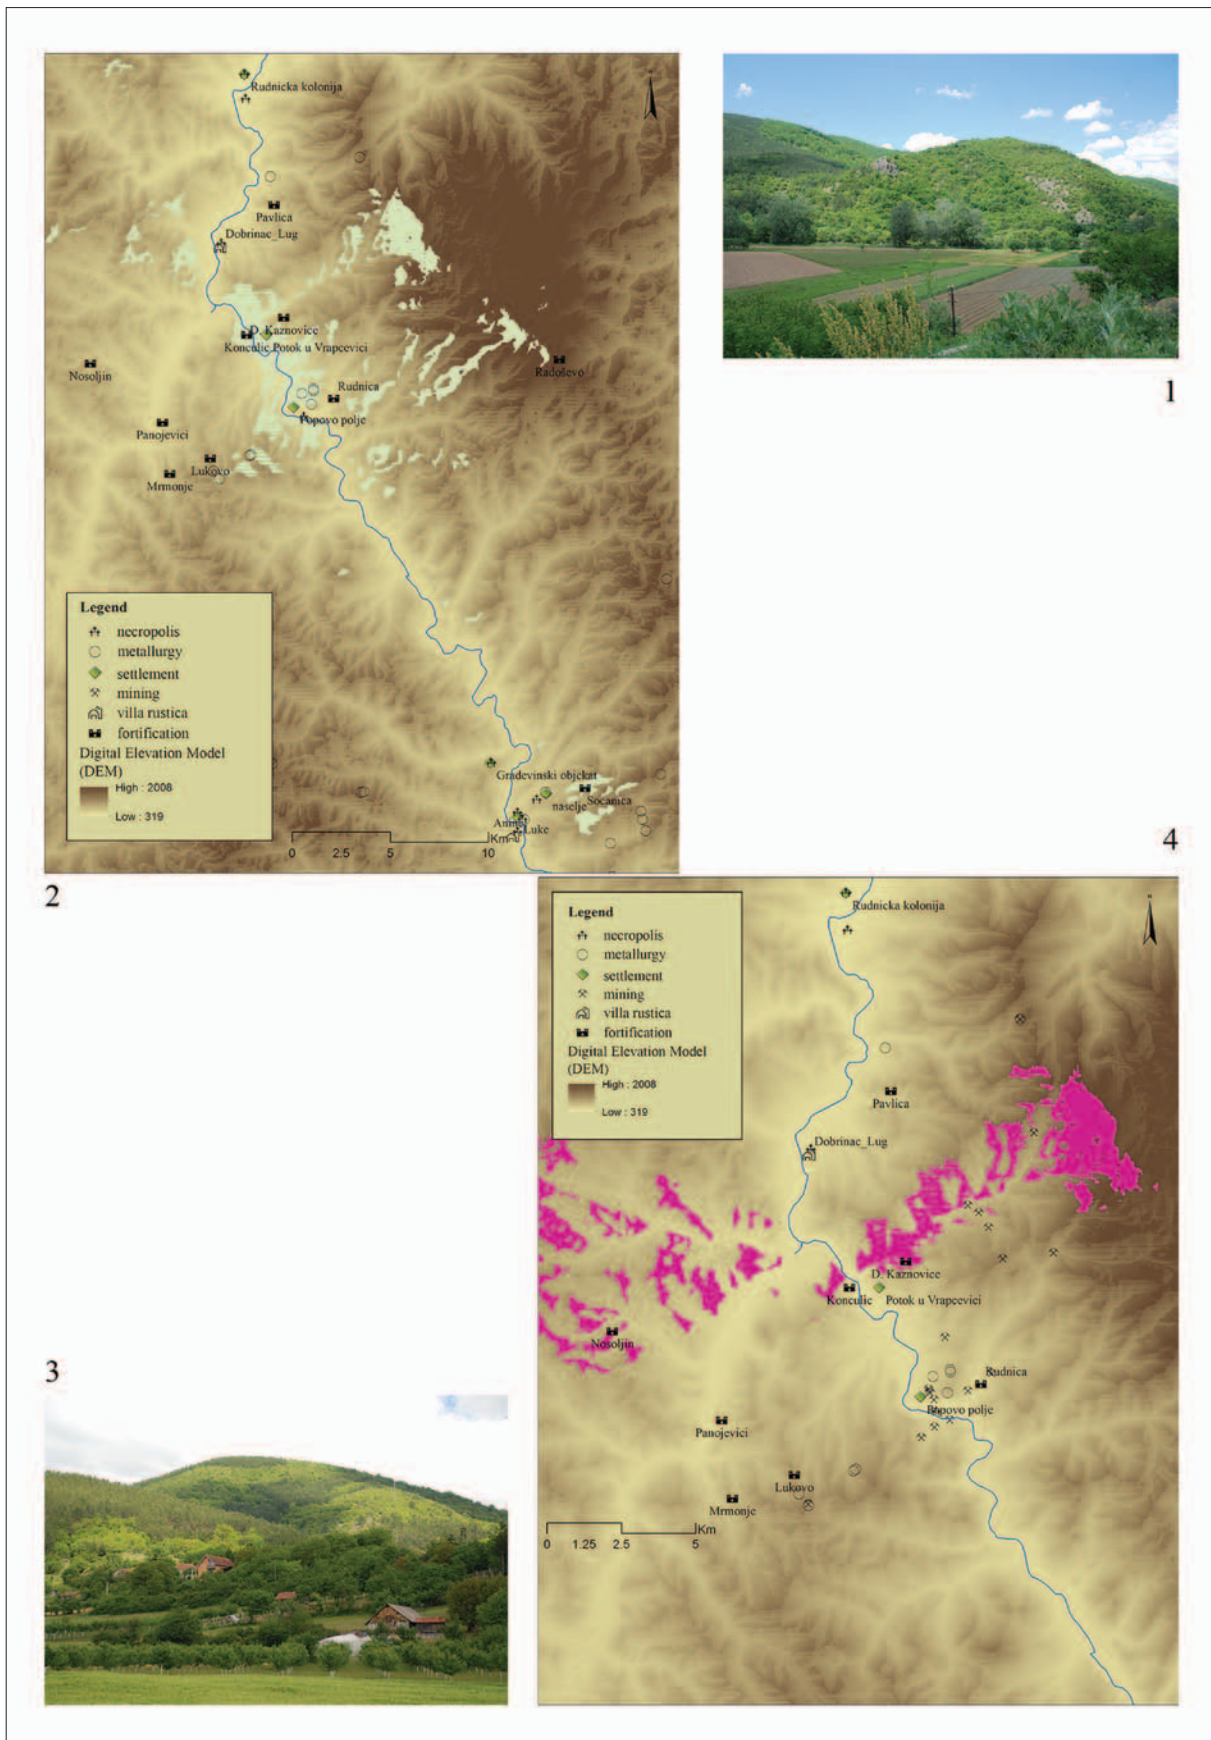 N
Rudnicka kolonija
Pavlica
Dobrinac_Lug
D. Kaznovice
Konculic Potok u Vrapcevici
Nosoljin
Radoševo
Rudnica
Popovo polje
Panojevici
Lukovo
Mrmonje
Legend
necropolis
metallurgy
settlement
mining
villa rustica
fortification
Digital Elevation Model
(DEM)
High : 2008
Low : 319
Gradevinski objekat
naselje
Socanica
Luke
Km
0 2.5 5 10
1
2
3
4
Legend
necropolis
metallurgy
settlement
mining
villa rustica
fortification
Digital Elevation Model
(DEM)
High : 2008
Low : 319
N
Rudnicka kolonija
Pavlica
Dobrinac_Lug
D. Kaznovice
Konculic Potok u Vrapcevici
Nosoljin
Rudnica
Popovo polje
Panojevici
Lukovo
Mrmonje
Km
0 1.25 2.5 5